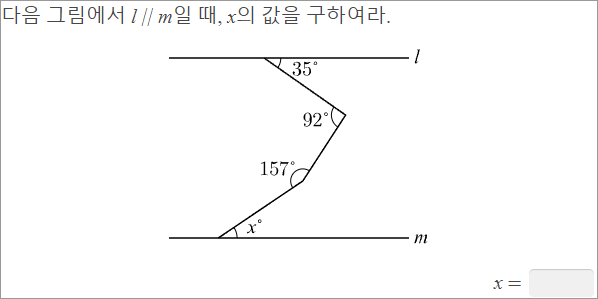 다음 그림에서 l // m일 때, x의 값을 구하여라.
l
35°
92°
157°
x°
m
x =